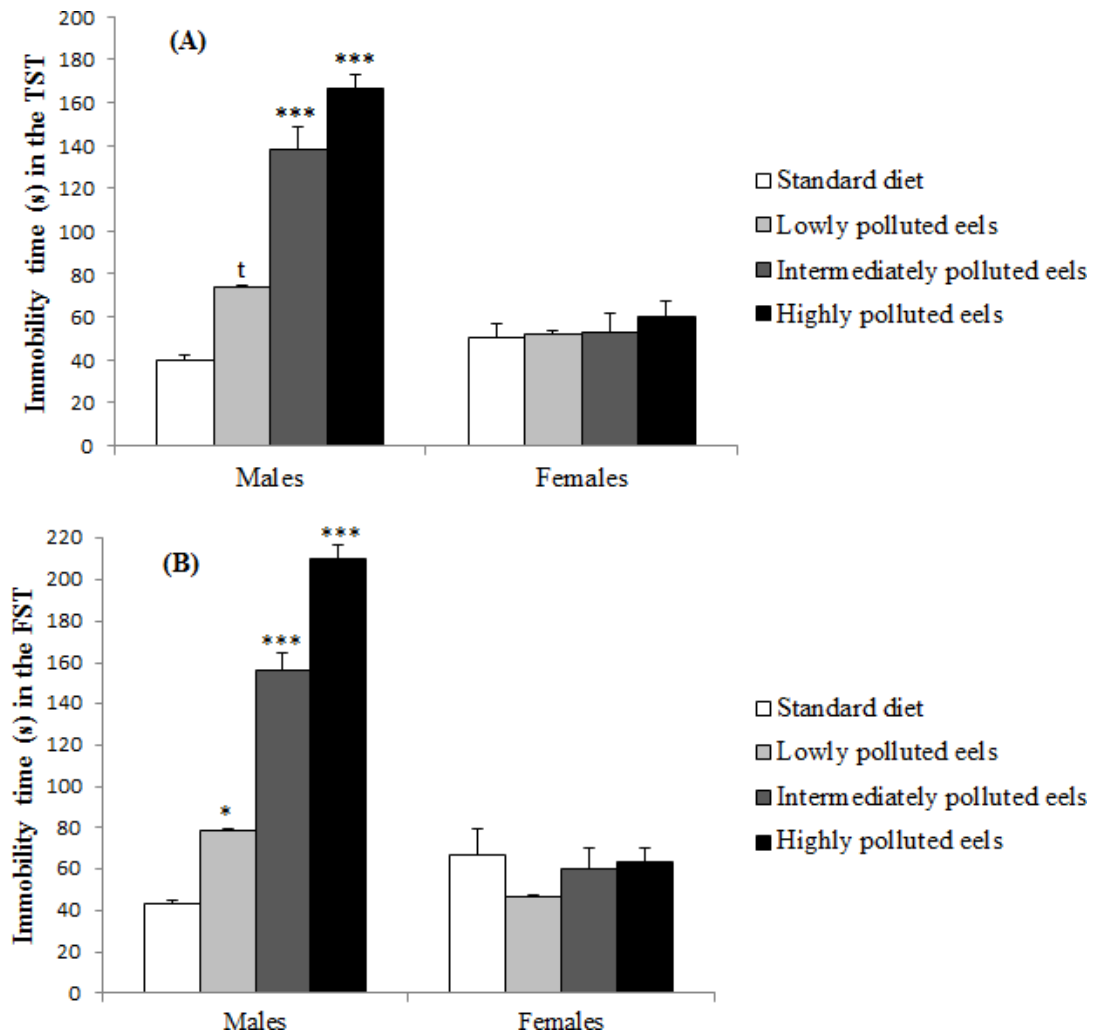 (A)
Immobility time (s) in the TST
200
180
160
140
120
100
80
60
40
20
0
t
***
***
Males
Females
Standard diet
Lowly polluted eels
Intermediately polluted eels
Highly polluted eels
(B)
Immobility time (s) in the FST
220
200
180
160
140
120
100
80
60
40
20
0
*
***
***
Males
Females
Standard diet
Lowly polluted eels
Intermediately polluted eels
Highly polluted eels